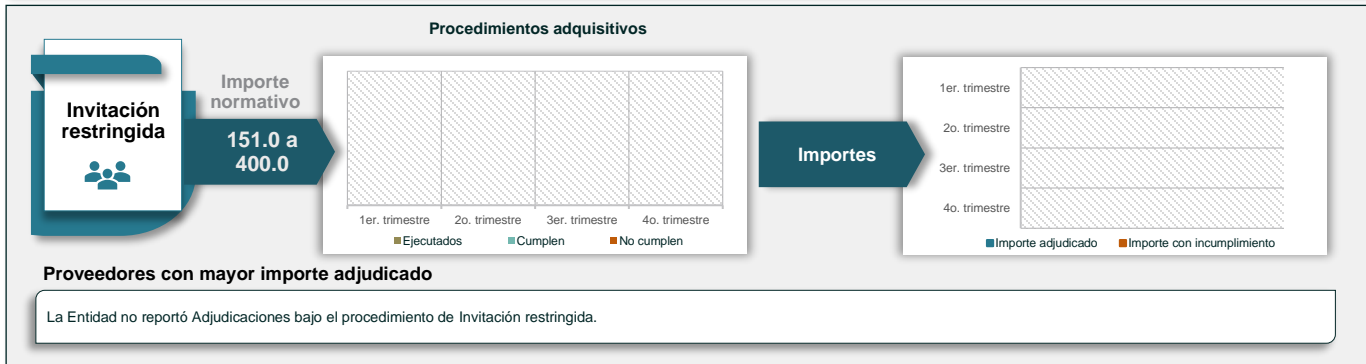 Procedimientos adquisitivos
Invitación
restringida
Importe
normativo
151.0 a
400.0
1er. trimestre
2o. trimestre
3er. trimestre
4o. trimestre
Ejecutados
Cumplen
No cumplen
Importes
1er. trimestre
2o. trimestre
3er. trimestre
4o. trimestre
Importe adjudicado
Importe con incumplimiento
Proveedores con mayor importe adjudicado
La Entidad no reportó Adjudicaciones bajo el procedimiento de Invitación restringida.